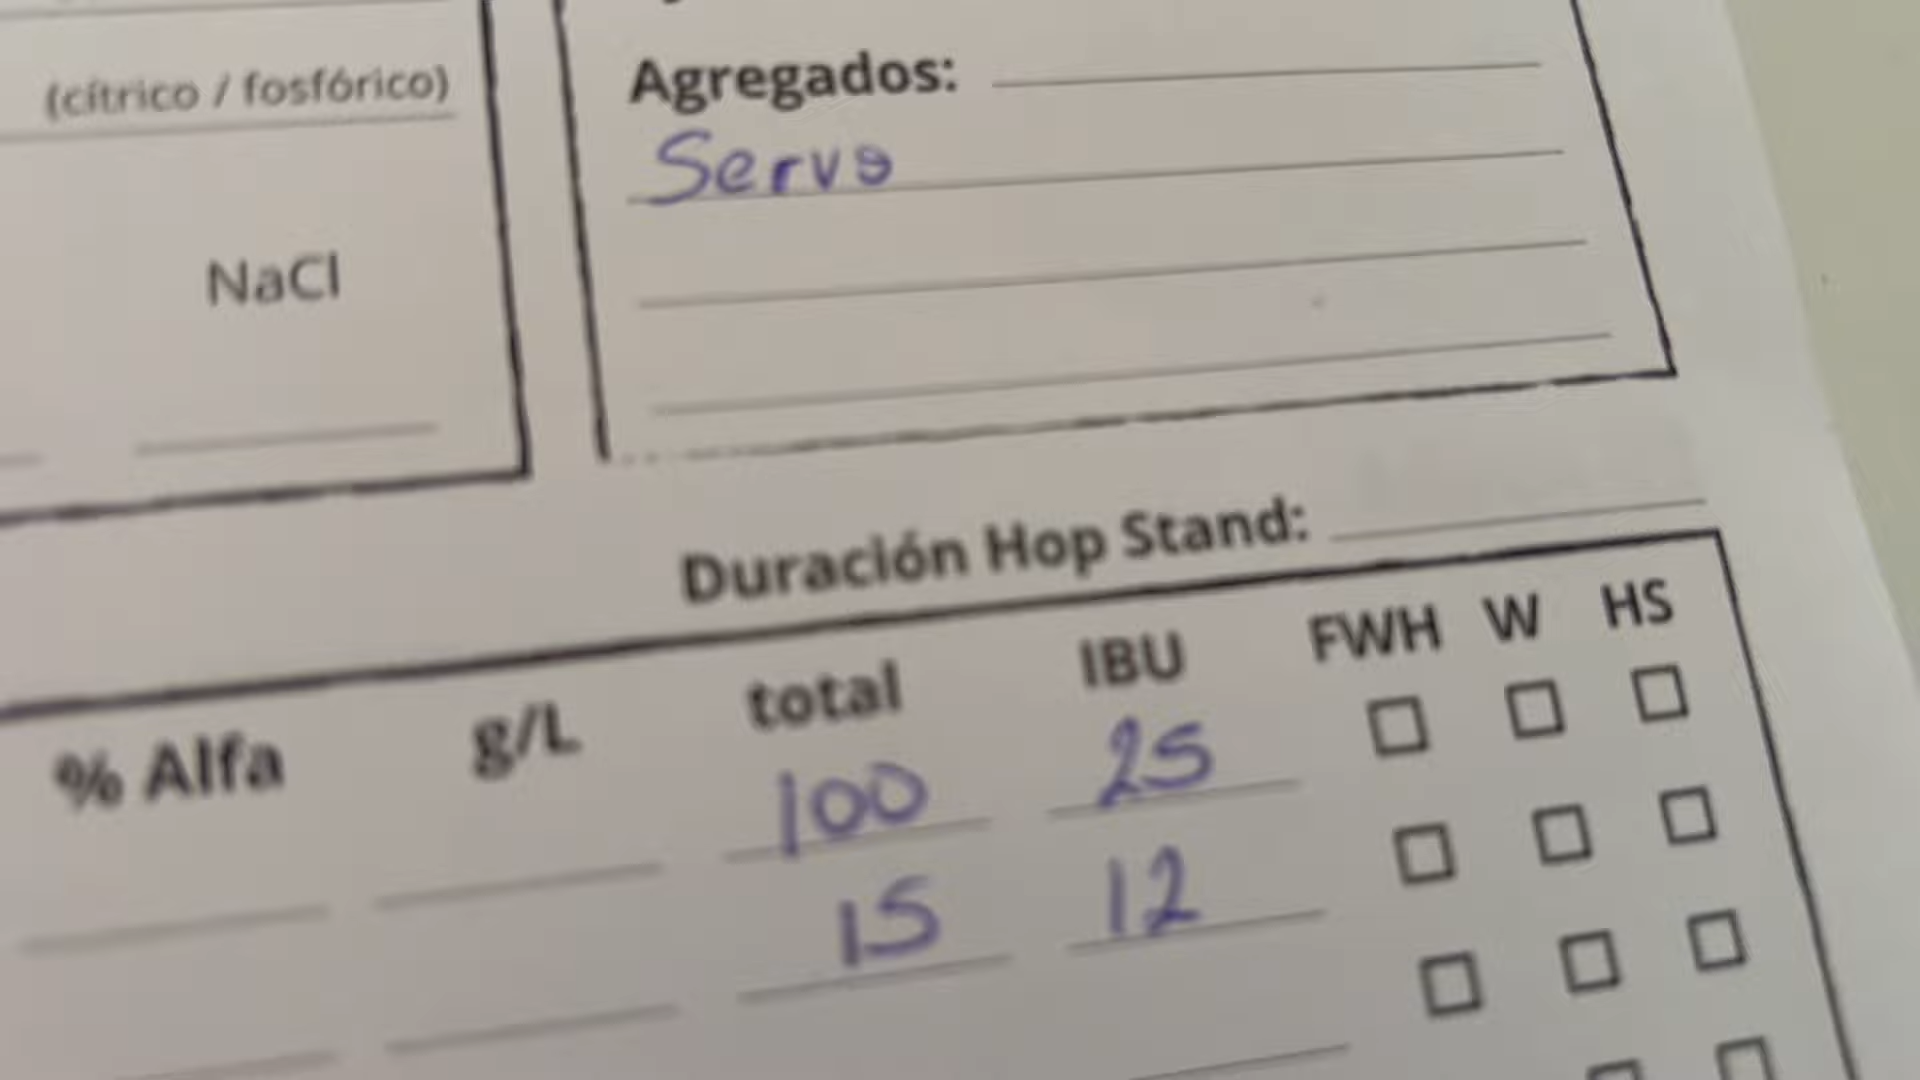 (cítrico / fosfórico)
NaCl
Agregados:
Servo
Duración Hop Stand:
% Alfa g/L total IBU FWH W HS
100 25
15 12